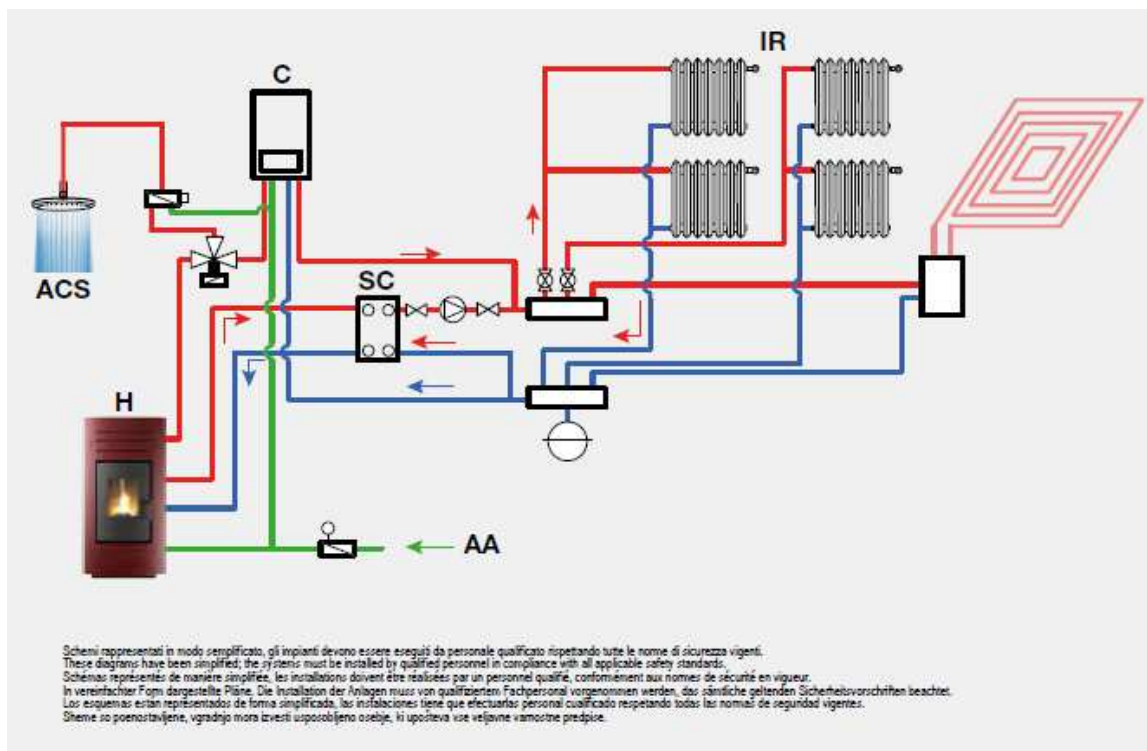 IR
C
SC
ACS
H
AA
Schemi rappresentati in modo semplificato, gli impianti devono essere eseguiti da personale qualificato rispettando tutte le norme di sicurezza vigenti.
These diagrams have been simplified; the systems must be installed by qualified personnel in compliance with all applicable safety standards.
Schémas représentés de manière simplifiée, les installations doivent être réalisées par un personnel qualifié, conformément aux normes de sécurité en vigueur.
In vereinfachter Form dargestellte Pläne. Die Installation der Anlagen muss von qualifiziertem Fachpersonal vorgenommen werden, das sämtliche geltenden Sicherheitsvorschriften beachtet.
Los esquemas estan representados de forma simplificada, las instalaciones tiene que efectuarlas personal cualificado respetando todas las normas de seguridad vigentes.
Sheme so poenostavljene, vgradnjo mora izvesti usposobljeno osebje, ki upošteva vse veljavne varnostne predpise.